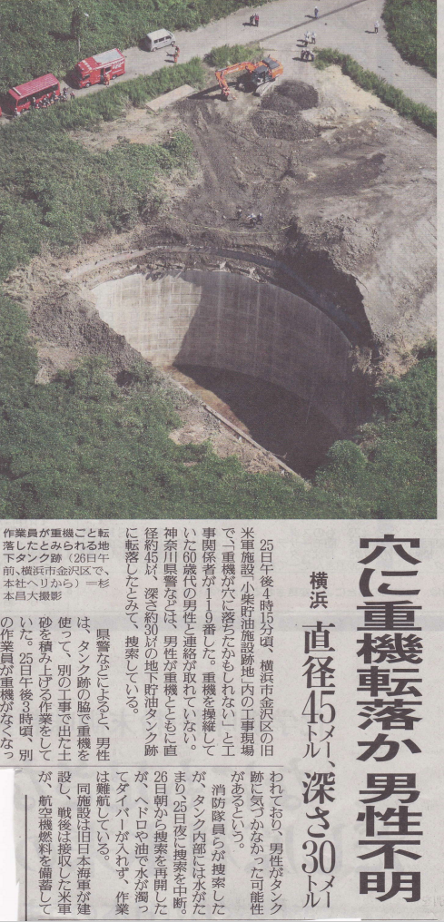 穴に重機転落か 男性不明
横浜 直径45メートル、深さ30メートル
25日午後4時15分頃、横浜市金沢区の旧
米軍施設「小柴貯油施設跡地」内の工事現場
で、「重機が穴に落ちたかもしれない」と工
事関係者が119番した。重機を操縦して
いた60歳代の男性と連絡が取れていない。
神奈川県警などは、男性が重機とともに直
径約45メートル、深さ約30メートルの地下貯油タンク跡
に転落したとみて、捜索している。
県警などによると、男性
は、タンク跡の脇で重機を
使って、別の工事で出た土
砂を積み上げる作業をして
いた。25日午後3時頃、別
の作業員が重機がなくなっ
われており、男性がタンク
跡に気づかなかった可能性
があるという。
消防隊員らが捜索した
が、タンク内部には水がた
まり、25日夜に捜索を中断。
26日朝から捜索を再開した
が、ヘドロや油で水が濁っ
てダイバーが入れず、作業
は難航している。
同施設は旧日本海軍が建
設し、戦後は接収した米軍
が、航空機燃料を備蓄して
作業員が重機ごと転
落したとみられる地
下タンク跡(26日午
前、横浜市金沢区で、
本社ヘリから)=杉
本昌大撮影